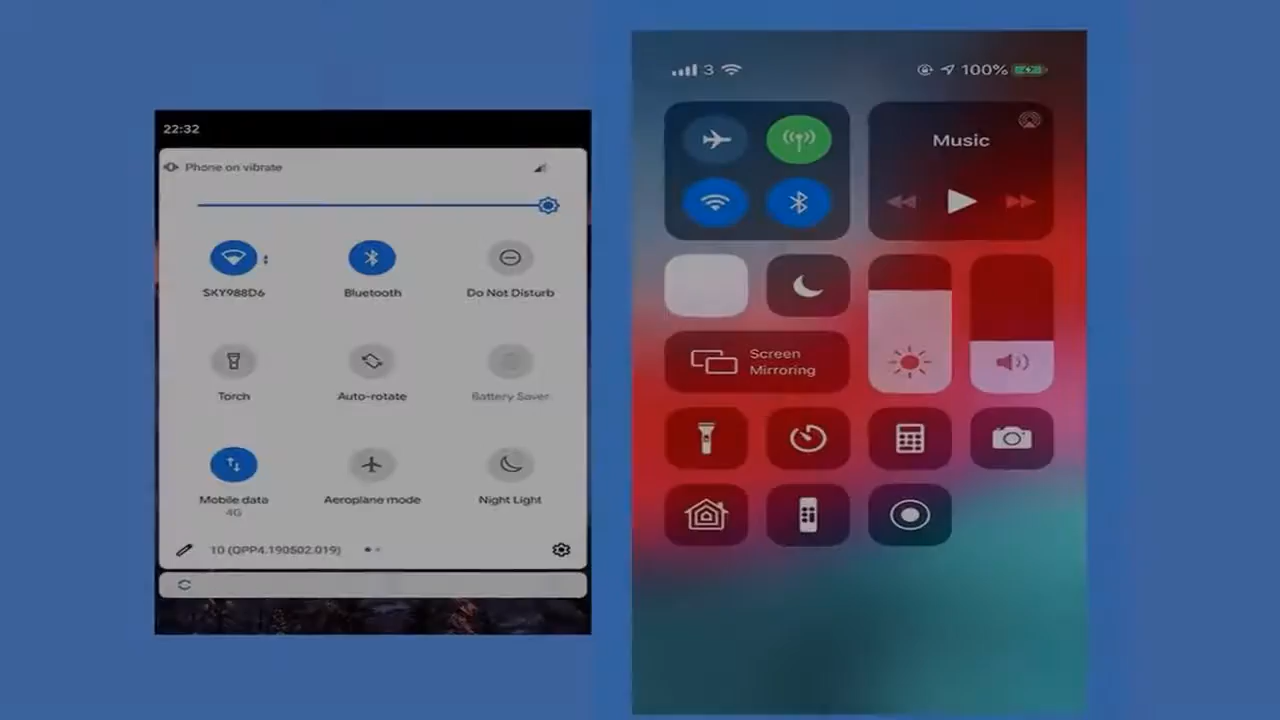 22:32
Phone on vibrate
SKY988D6
Bluetooth
Do Not Disturb
Torch
Auto-rotate
Battery Saver
Mobile data
4G
Aeroplane mode
Night Light
10 (QPP4.190502.019)
3
100%
Music
Screen
Mirroring